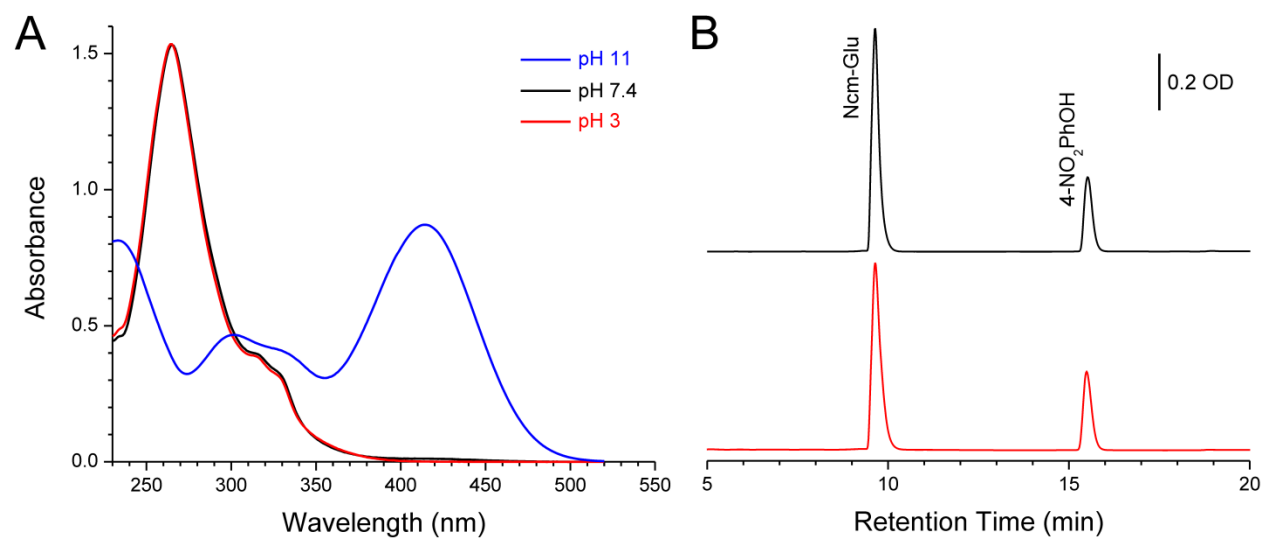 A
Absorbance
1.5
1.0
0.5
0.0
250 300 350 400 450 500 550
Wavelength (nm)
pH 11
pH 7.4
pH 3
B
Ncm-Glu
4-NO₂PhOH
0.2 OD
5 10 15 20
Retention Time (min)